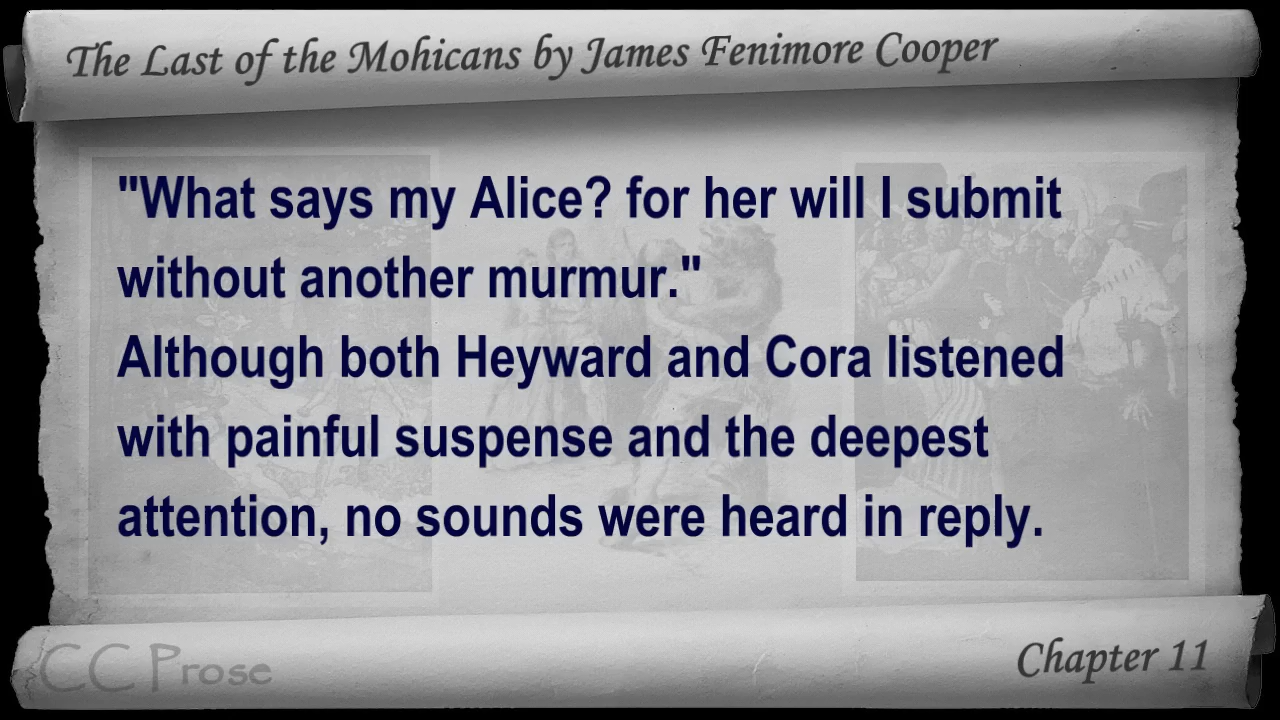 The Last of the Mohicans by James Fenimore Cooper
"What says my Alice? for her will I submit
without another murmur."
Although both Heyward and Cora listened
with painful suspense and the deepest
attention, no sounds were heard in reply.
CC Prose
Chapter 11